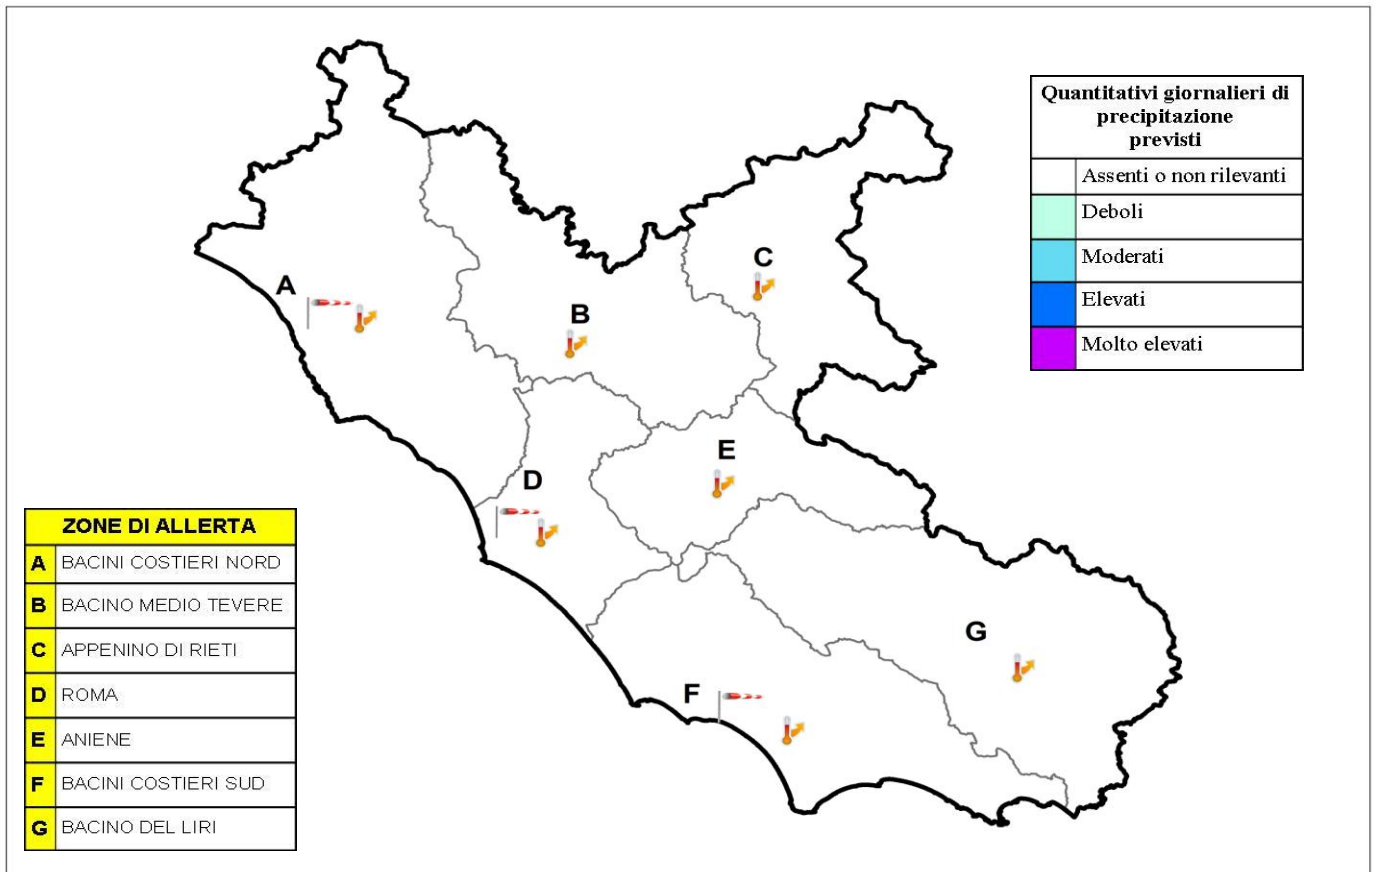 Quantitativi giornalieri di
precipitazione
previsti
Assenti o non rilevanti
Deboli
Moderati
Elevati
Molto elevati
A
B
C
D
E
F
G
ZONE DI ALLERTA
A BACINI COSTIERI NORD
B BACINO MEDIO TEVERE
C APPENINO DI RIETI
D ROMA
E ANIENE
F BACINI COSTIERI SUD
G BACINO DEL LIRI